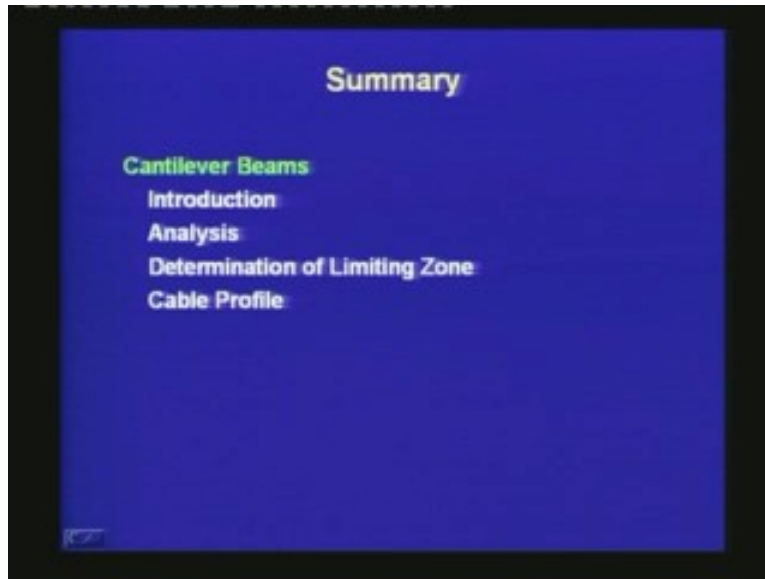 Summary
Cantilever Beams
Introduction
Analysis
Determination of Limiting Zone
Cable Profile